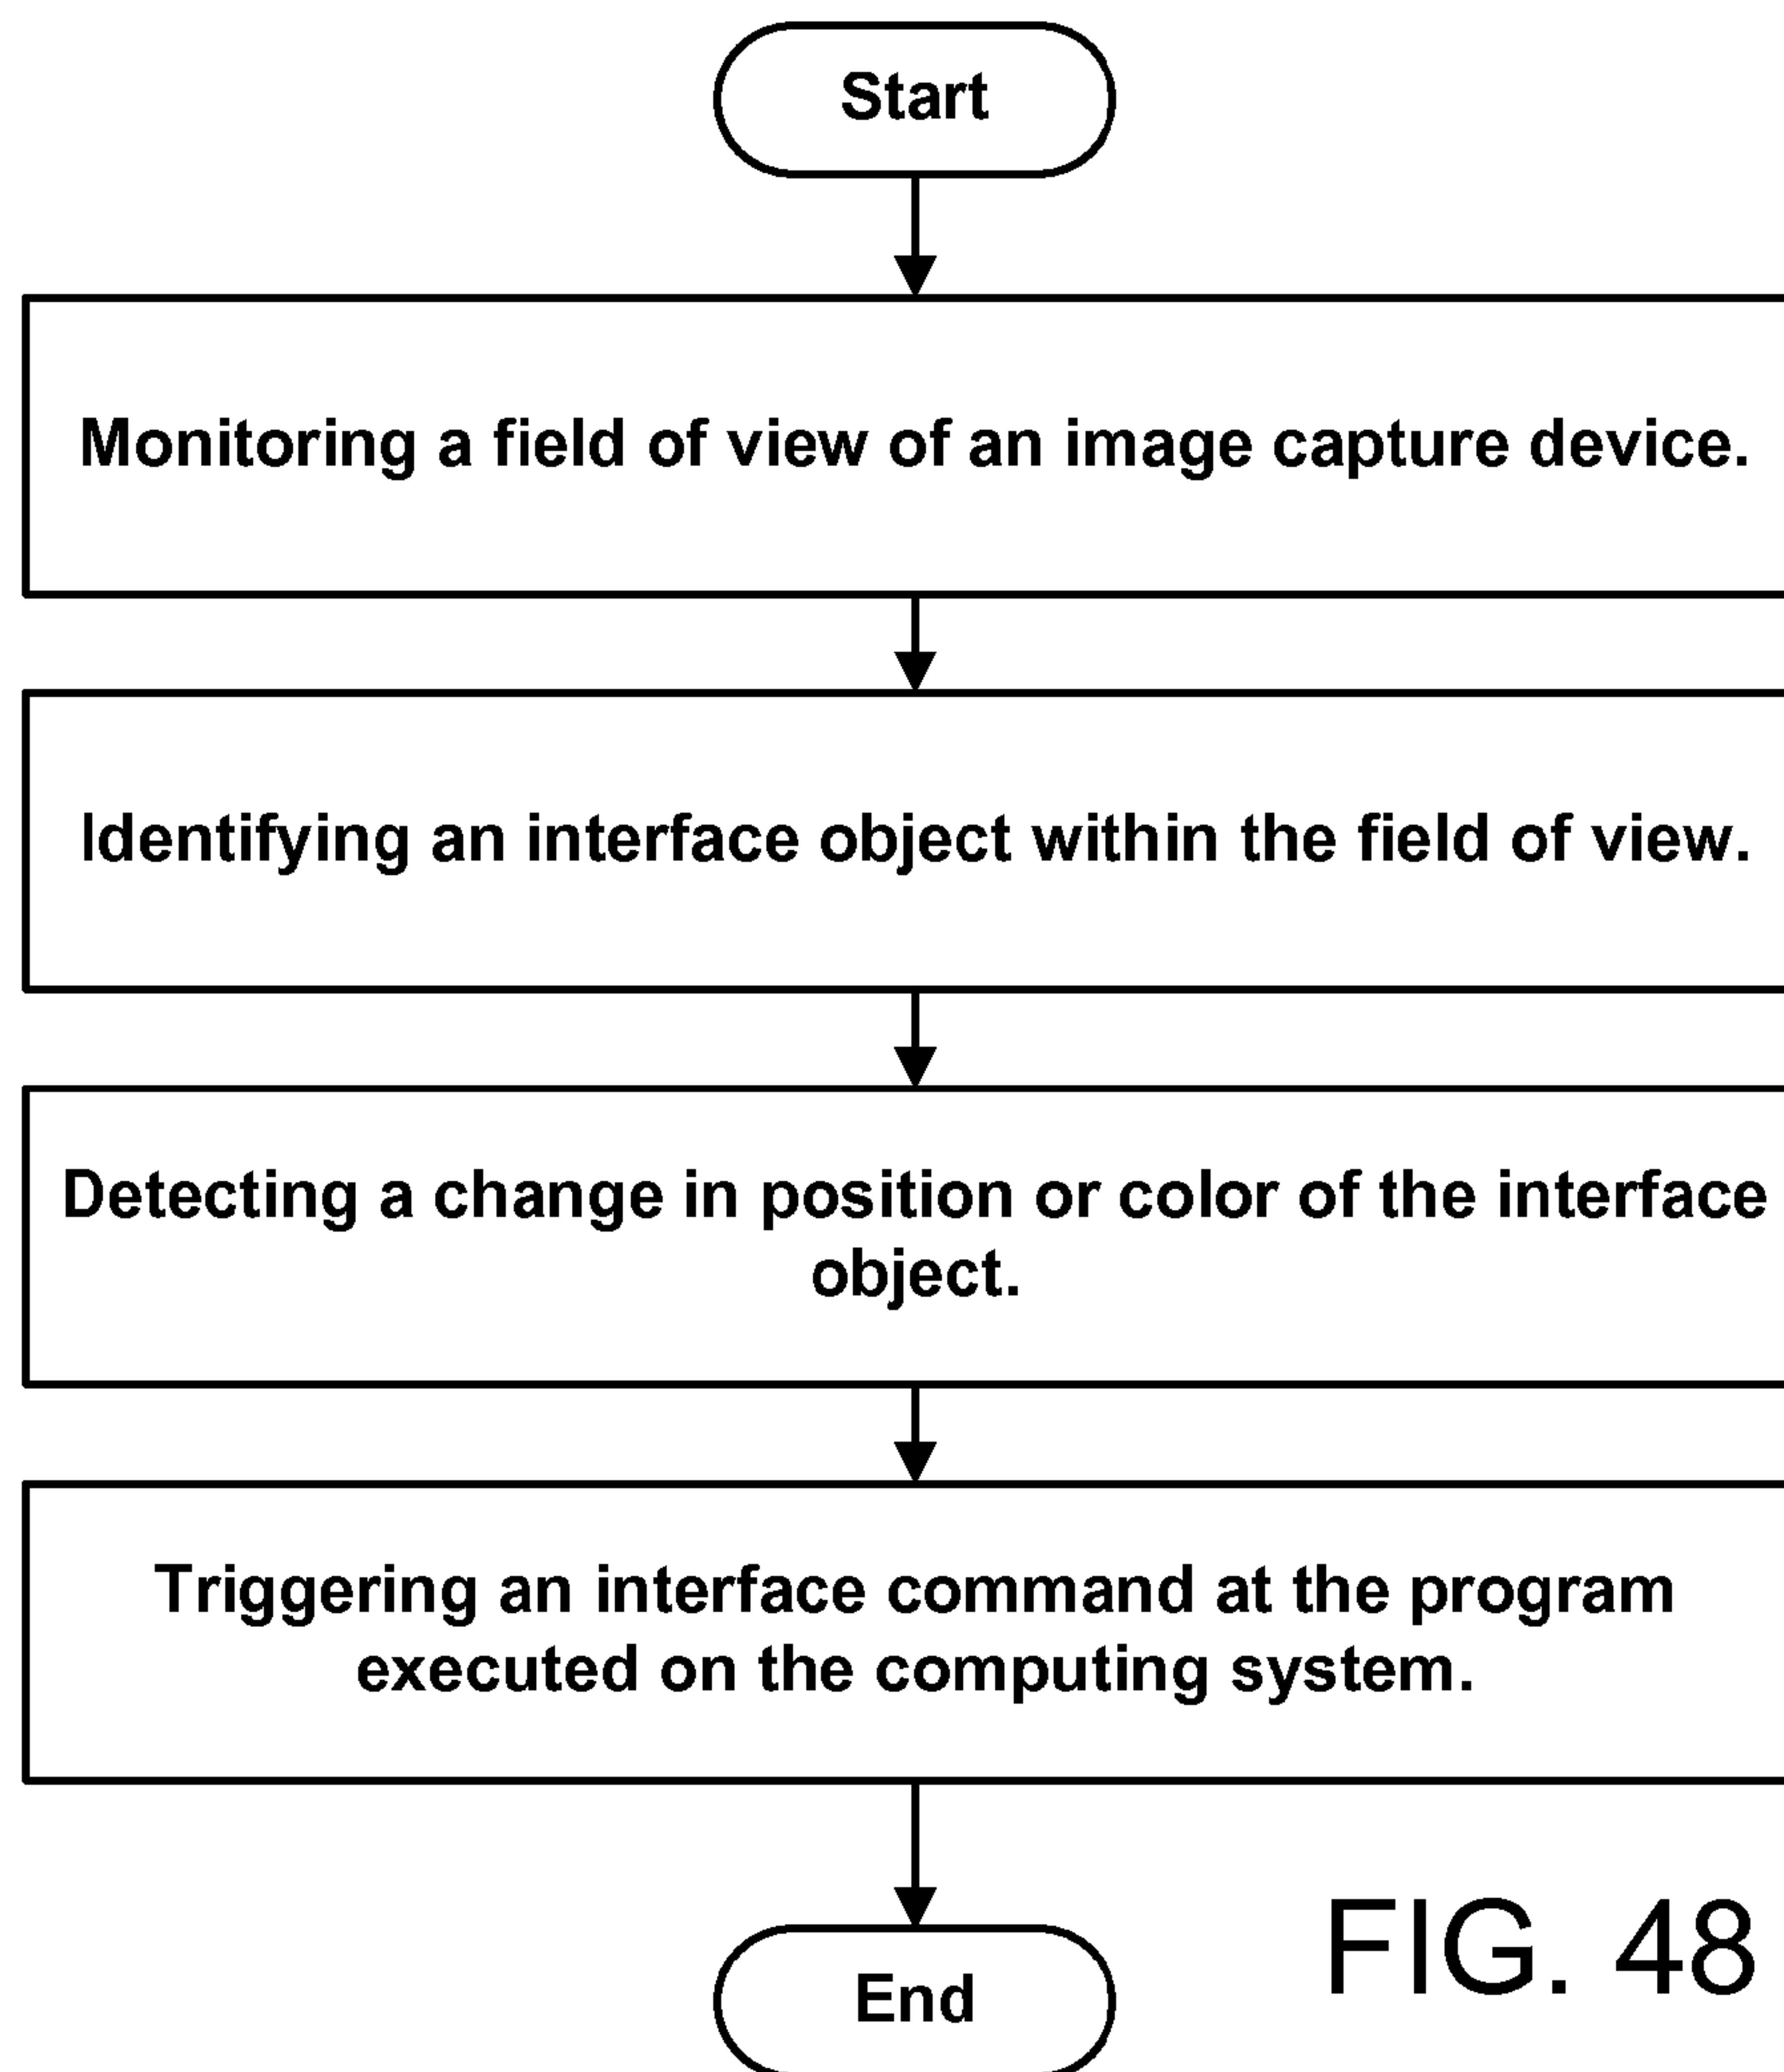 Start
Monitoring a field of view of an image capture device.
Identifying an interface object within the field of view.
Detecting a change in position or color of the interface
object.
Triggering an interface command at the program
executed on the computing system.
End
FIG. 48